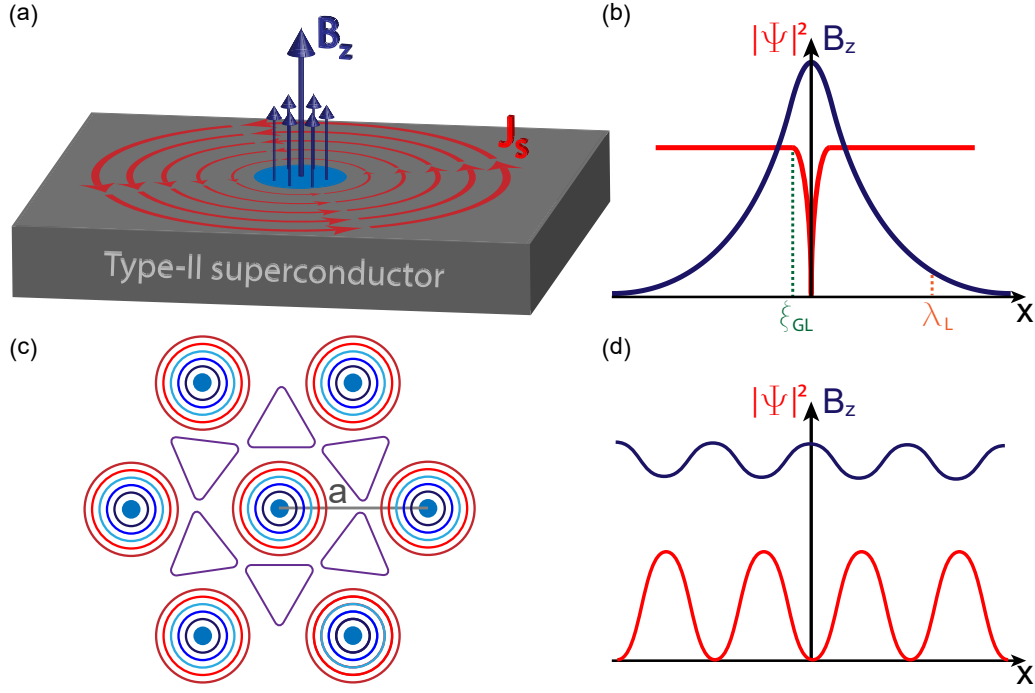 (a)
B_z
J_s
Type-II superconductor
(b)
|Ψ|² B_z
ξ_GL
λ_L
x
(c)
a
(d)
|Ψ|² B_z
x